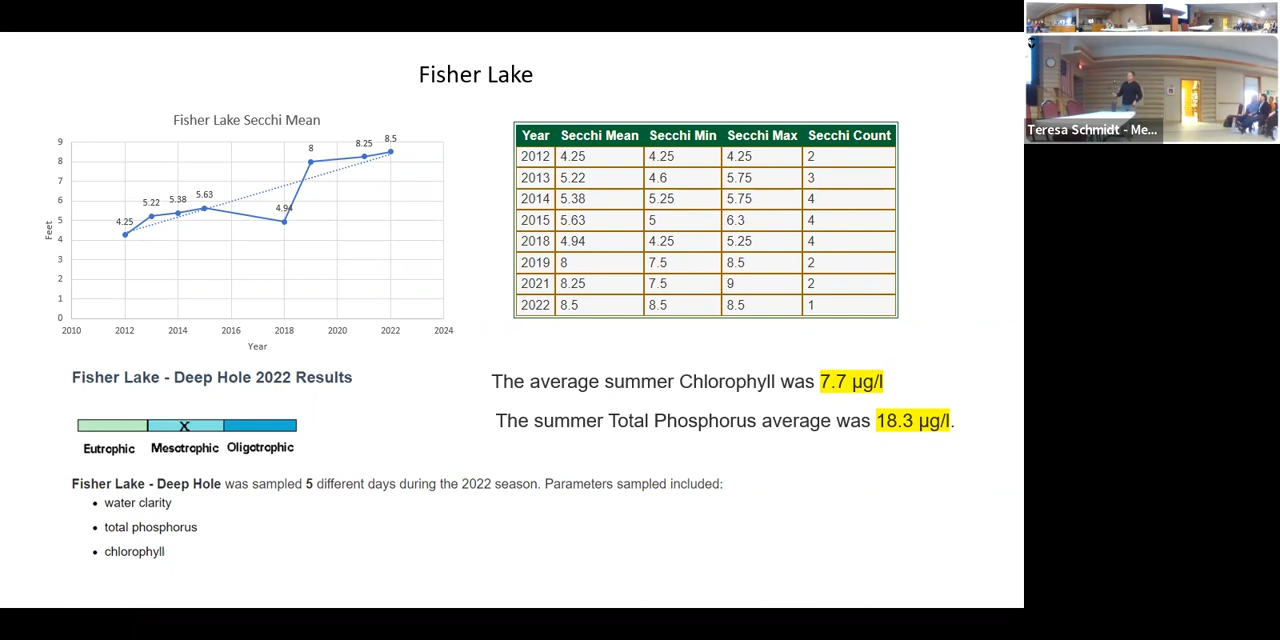 Fisher Lake
Fisher Lake Secchi Mean
9
8
7
6
5
4
3
2
1
0
Feet
4.25
5.22
5.38
5.63
4.94
8
8.25
8.5
2010 2012 2014 2016 2018 2020 2022 2024
Year
Year Secchi Mean Secchi Min Secchi Max Secchi Count
2012 4.25 4.25 4.25 2
2013 5.22 4.6 5.75 3
2014 5.38 5.25 5.75 4
2015 5.63 5 6.3 4
2018 4.94 4.25 5.25 4
2019 8 7.5 8.5 2
2021 8.25 7.5 9 2
2022 8.5 8.5 8.5 1
Fisher Lake - Deep Hole 2022 Results
X
Eutrophic Mesotrophic Oligotrophic
The average summer Chlorophyll was 7.7 µg/l
The summer Total Phosphorus average was 18.3 µg/l.
Fisher Lake - Deep Hole was sampled 5 different days during the 2022 season. Parameters sampled included:
• water clarity
• total phosphorus
• chlorophyll
Teresa Schmidt - Me...